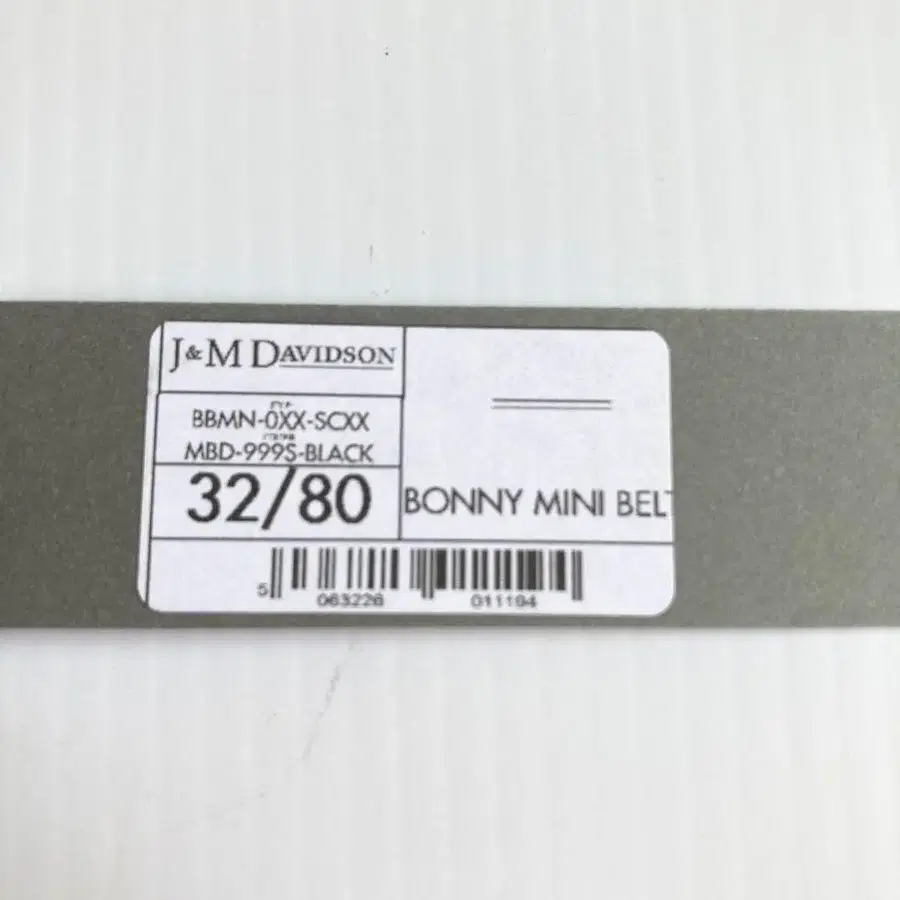 J&M DAVIDSON
BBMN-0XX-SCXX
MBD-999S-BLACK
32/80
BONNY MINI BEL
5 063226 011194